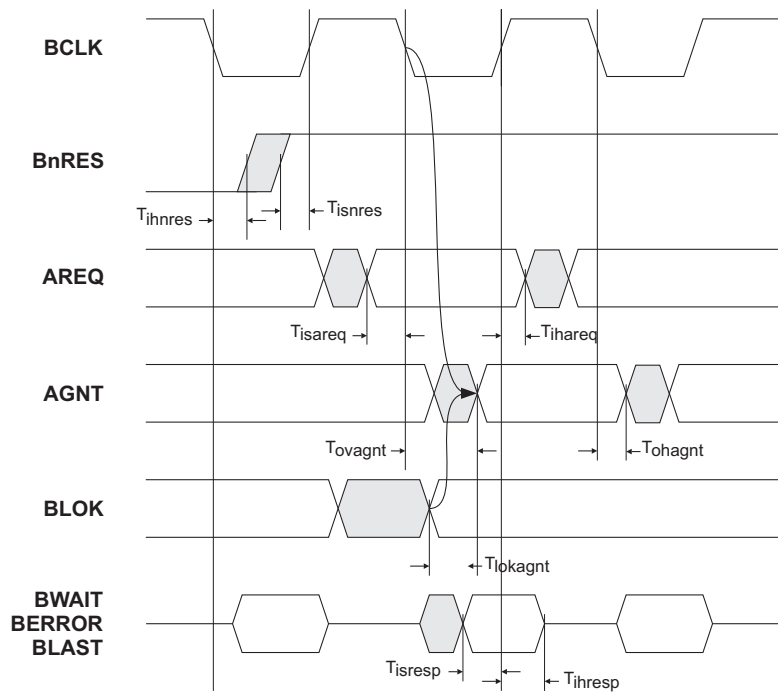 BCLK
BnRES
Tihnres
Tisnres
AREQ
Tisareq
Tihareq
AGNT
Tovagnt
Tohagnt
BLOK
Tlokagnt
BWAIT
BERROR
BLAST
Tisresp
Tihresp